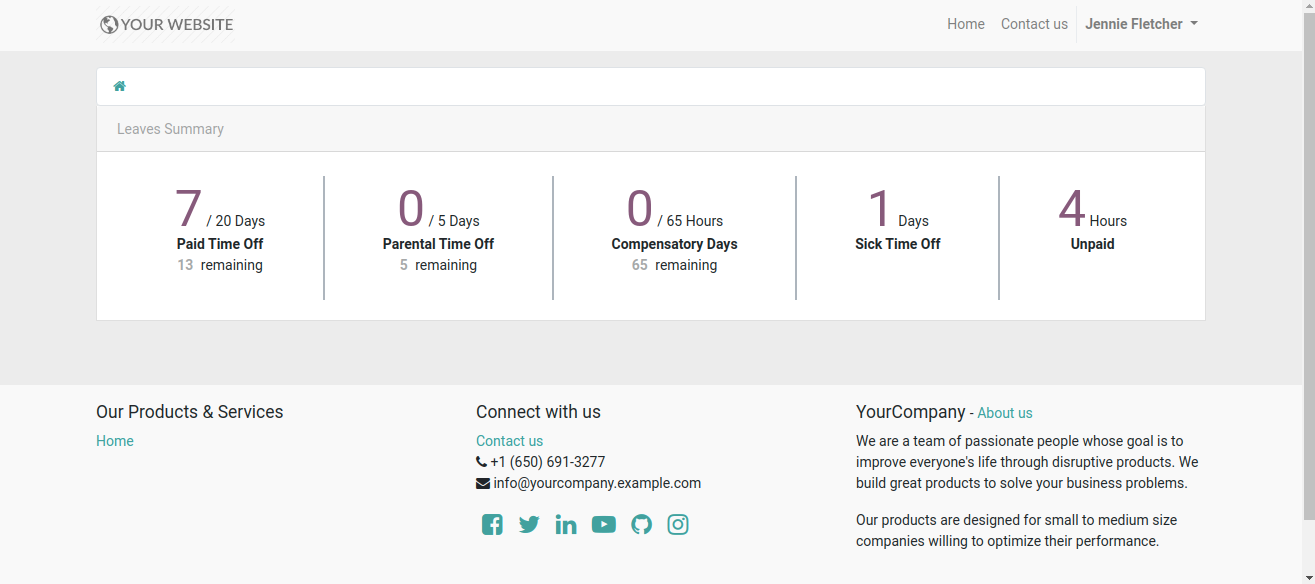 YOUR WEBSITE
Home Contact us Jennie Fletcher
Leaves Summary
7 / 20 Days
Paid Time Off
13 remaining
0 / 5 Days
Parental Time Off
5 remaining
0 / 65 Hours
Compensatory Days
65 remaining
1 Days
Sick Time Off
4 Hours
Unpaid
Our Products & Services
Home
Connect with us
Contact us
+1 (650) 691-3277
info@yourcompany.example.com
YourCompany - About us
We are a team of passionate people whose goal is to
improve everyone's life through disruptive products. We
build great products to solve your business problems.
Our products are designed for small to medium size
companies willing to optimize their performance.